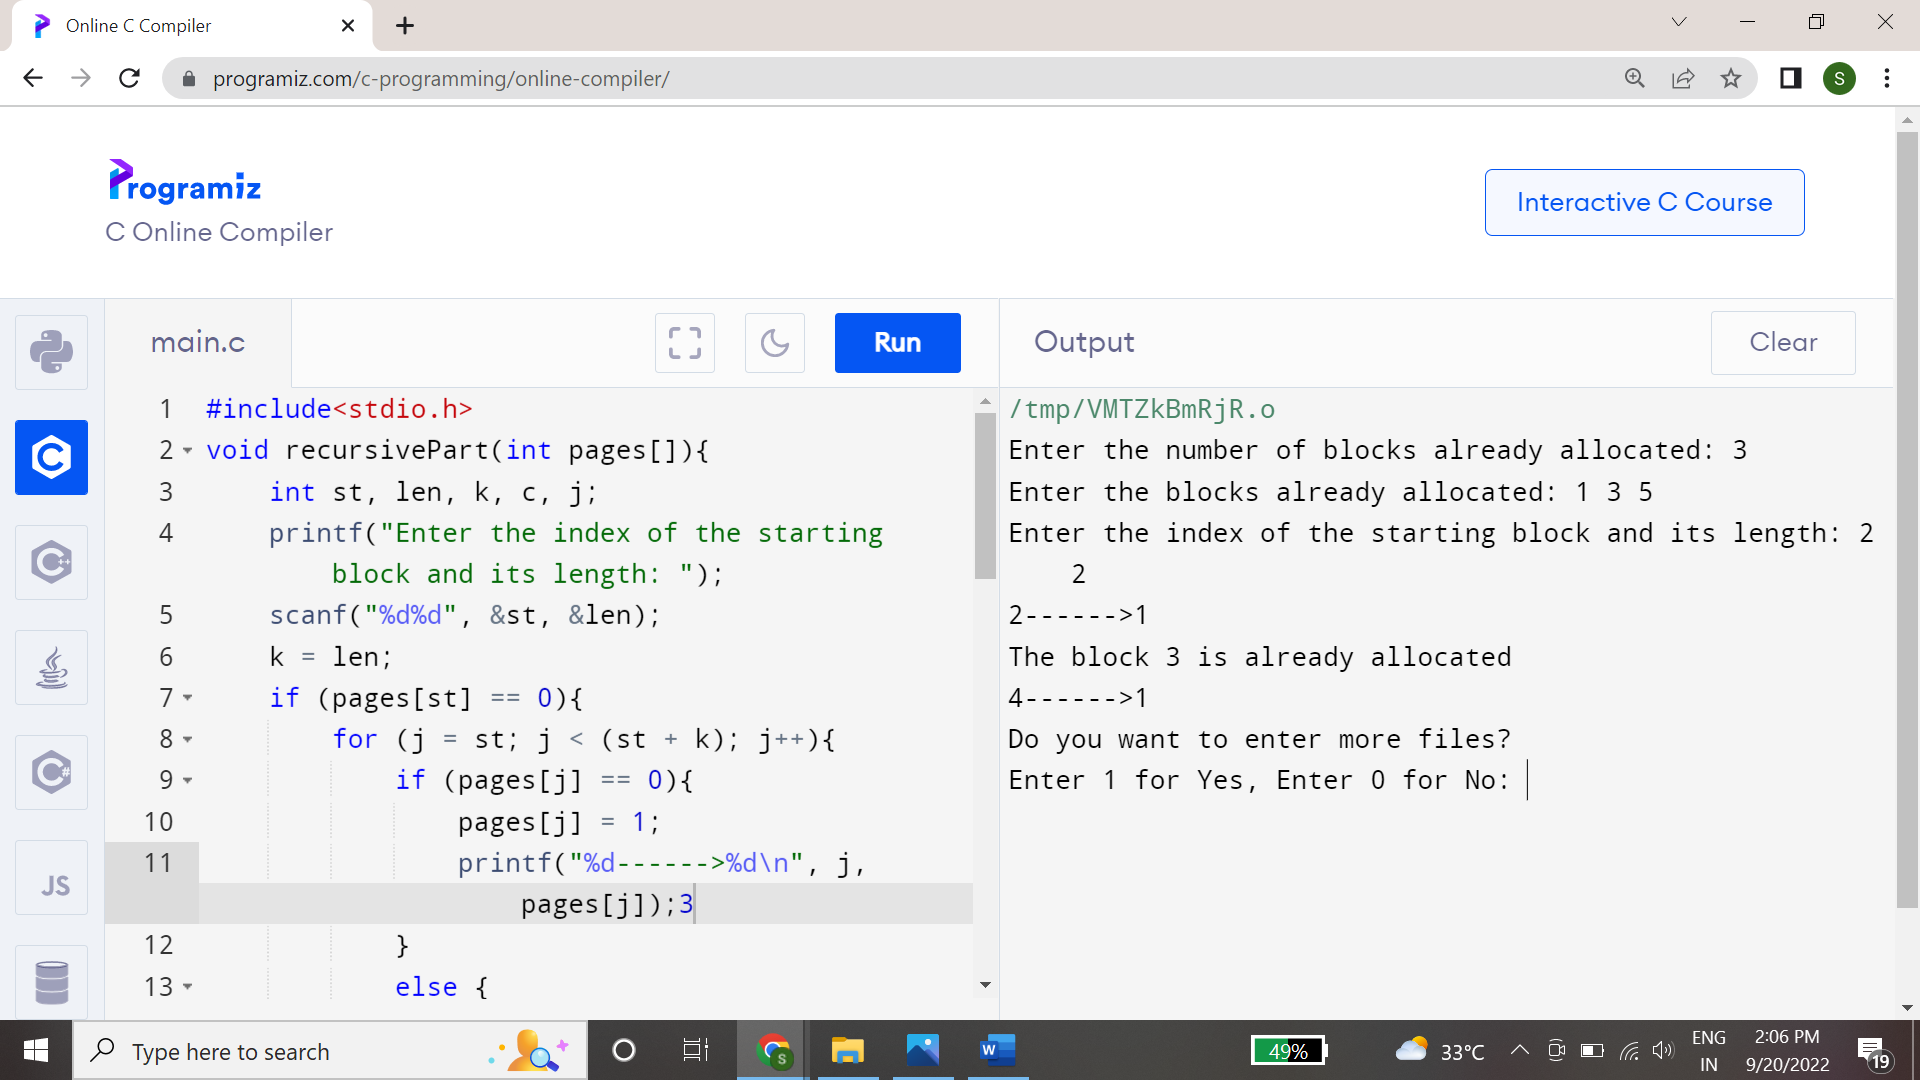 Online C Compiler
programiz.com/c-programming/online-compiler/
S
Programiz
C Online Compiler
Interactive C Course
main.c
Run
Output
Clear
1 #include<stdio.h>
2 void recursivePart(int pages[]){
3 int st, len, k, c, j;
4 printf("Enter the index of the starting
block and its length: ");
5 scanf("%d%d", &st, &len);
6 k = len;
7 if (pages[st] == 0){
8 for (j = st; j < (st + k); j++){
9 if (pages[j] == 0){
10 pages[j] = 1;
11 printf("%d------>%d\n", j,
pages[j]);3
12 }
13 else {
/tmp/VMTZkBmRjR.o
Enter the number of blocks already allocated: 3
Enter the blocks already allocated: 1 3 5
Enter the index of the starting block and its length: 2
2
2------>1
The block 3 is already allocated
4------>1
Do you want to enter more files?
Enter 1 for Yes, Enter 0 for No:
C
C++
C#
JS
Type here to search
S
W
49%
33°C
ENG
IN
2:06 PM
9/20/2022
19